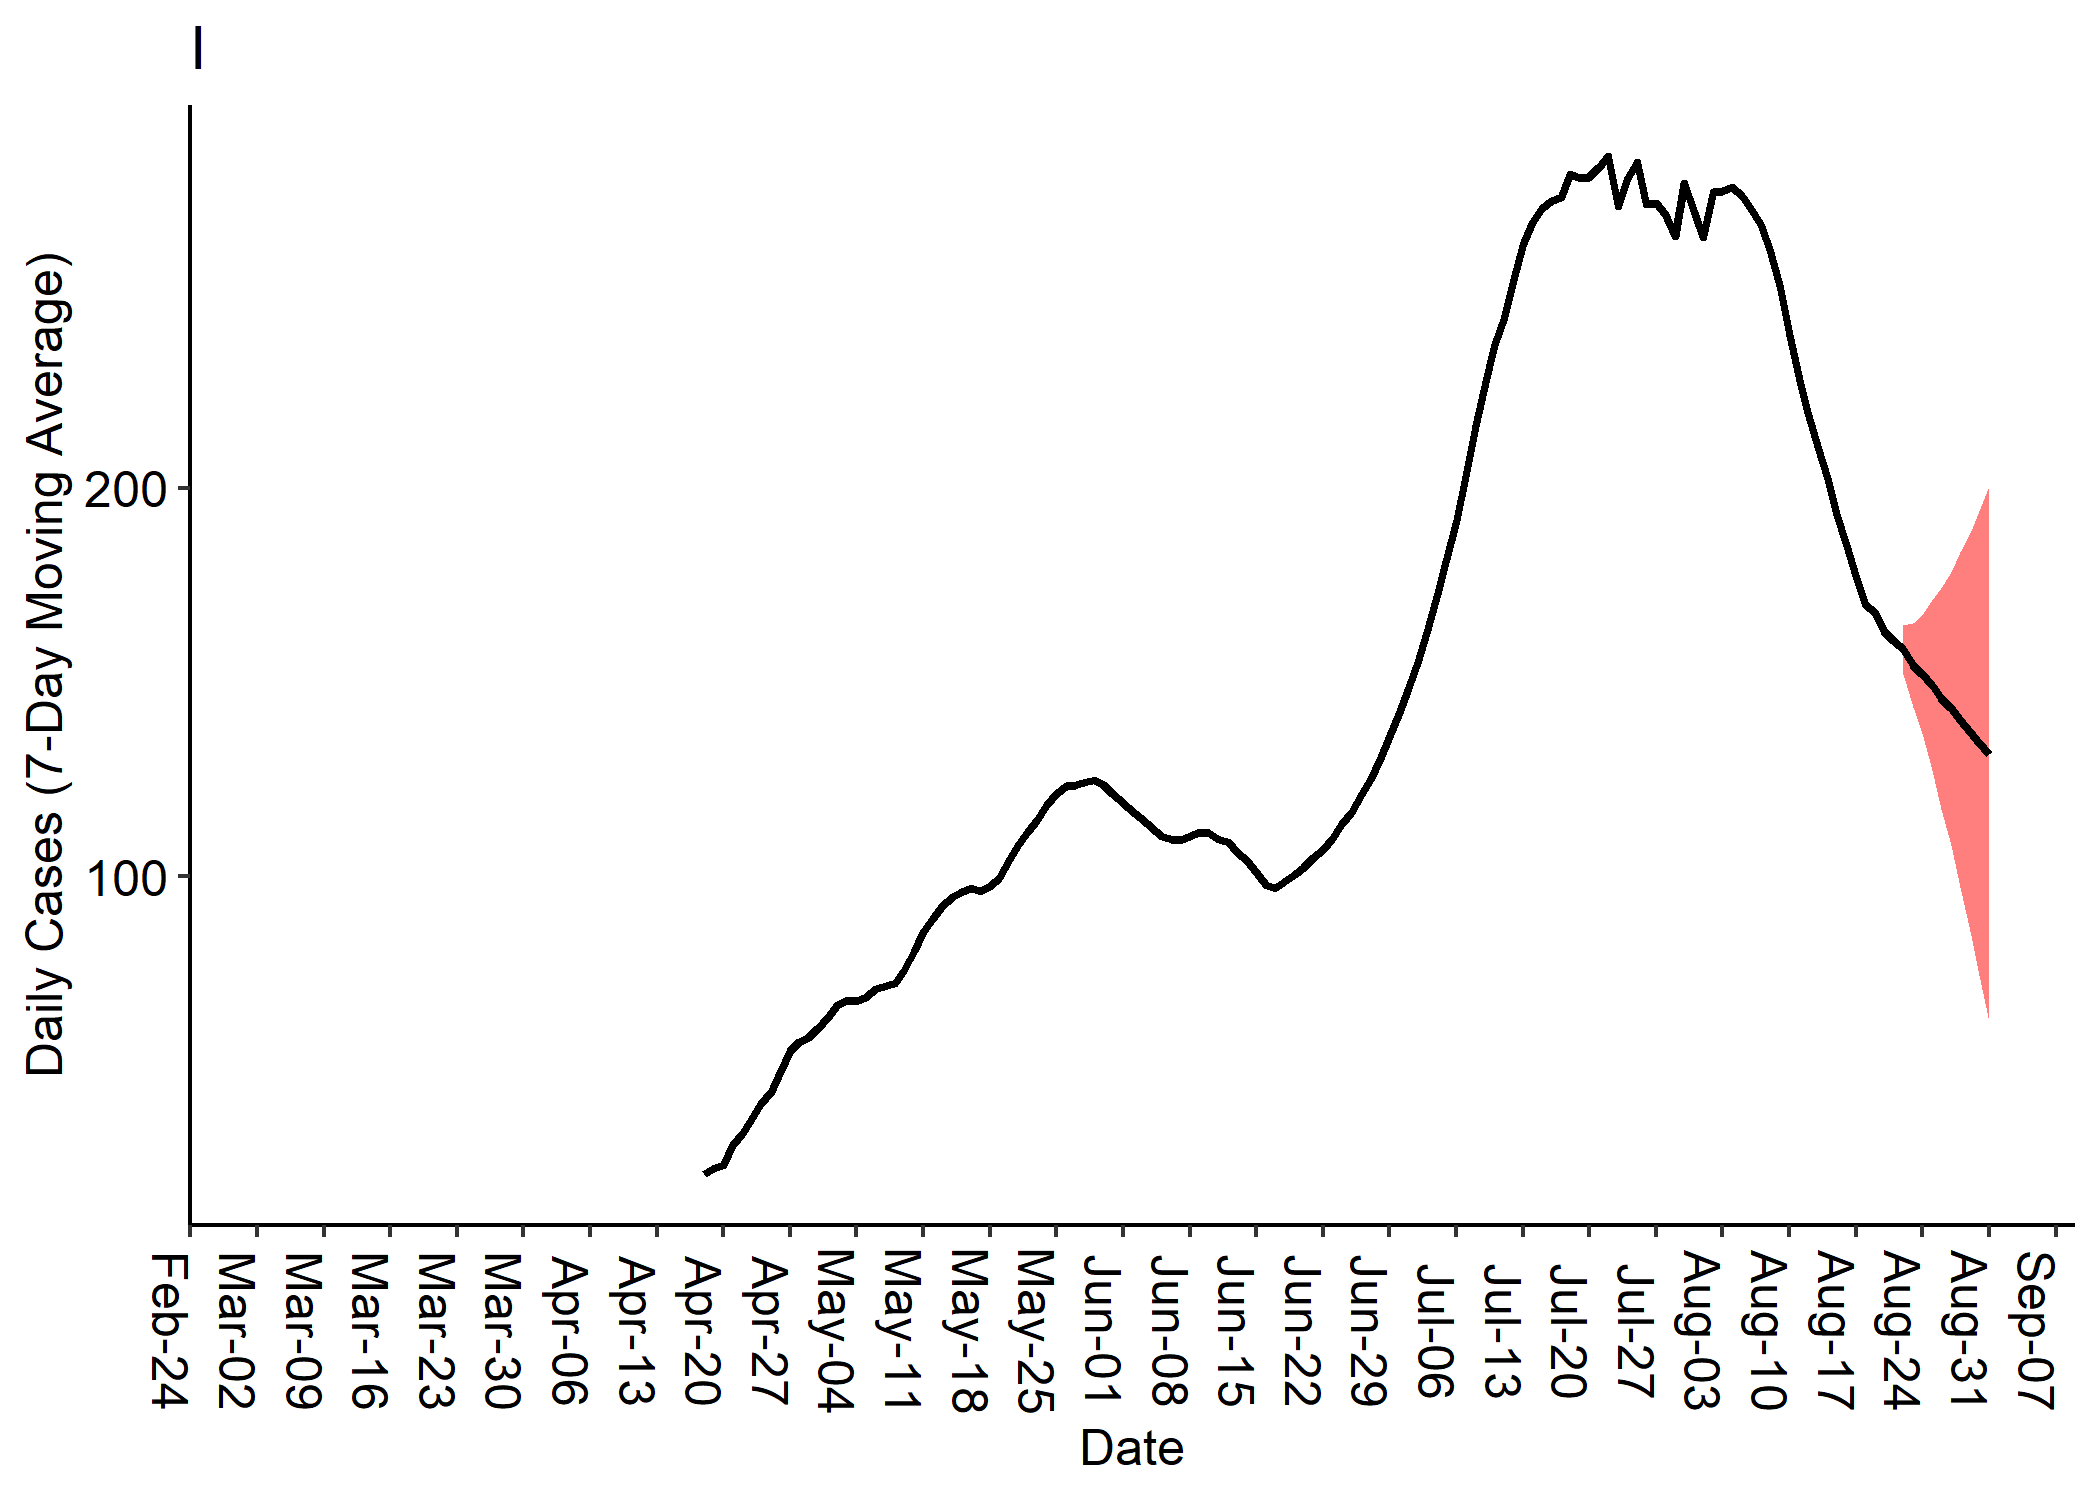 I
Daily Cases (7-Day Moving Average)
200
100
Feb-24
Mar-02
Mar-09
Mar-16
Mar-23
Mar-30
Apr-06
Apr-13
Apr-20
Apr-27
May-04
May-11
May-18
May-25
Jun-01
Jun-08
Jun-15
Jun-22
Jun-29
Jul-06
Jul-13
Jul-20
Jul-27
Aug-03
Aug-10
Aug-17
Aug-24
Aug-31
Sep-07
Date